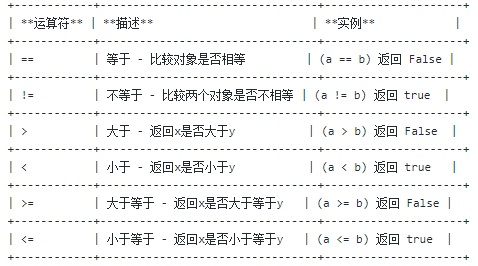 +------------+---------------------------+------------------+
| **运算符** | **描述** | **实例** |
+------------+---------------------------+------------------+
| == | 等于 - 比较对象是否相等 | (a == b) 返回 False |
+------------+---------------------------+------------------+
| != | 不等于 - 比较两个对象是否不相等 | (a != b) 返回 true |
+------------+---------------------------+------------------+
| > | 大于 - 返回x是否大于y | (a > b) 返回 False |
+------------+---------------------------+------------------+
| < | 小于 - 返回x是否小于y | (a < b) 返回 true |
+------------+---------------------------+------------------+
| >= | 大于等于 - 返回x是否大于等于y | (a >= b) 返回 False |
+------------+---------------------------+------------------+
| <= | 小于等于 - 返回x是否小于等于y | (a <= b) 返回 true |
+------------+---------------------------+------------------+